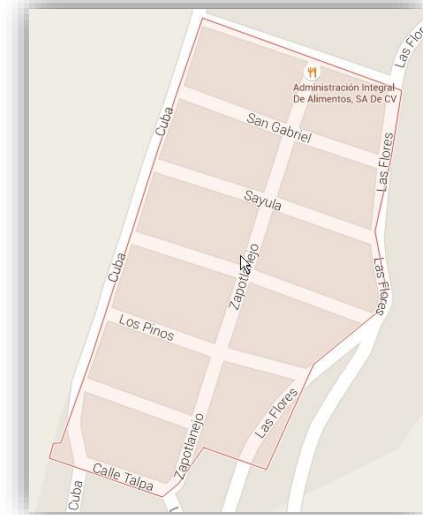 Las Flor
Administración Integral
De Alimentos, SA De CV
Cuba
San Gabriel
Las Flores
Sayula
Cuba
Zapotlanejo
Las Flores
Los Pinos
Las Flores
Zapotlanejo
Calle Talpa
Cuba